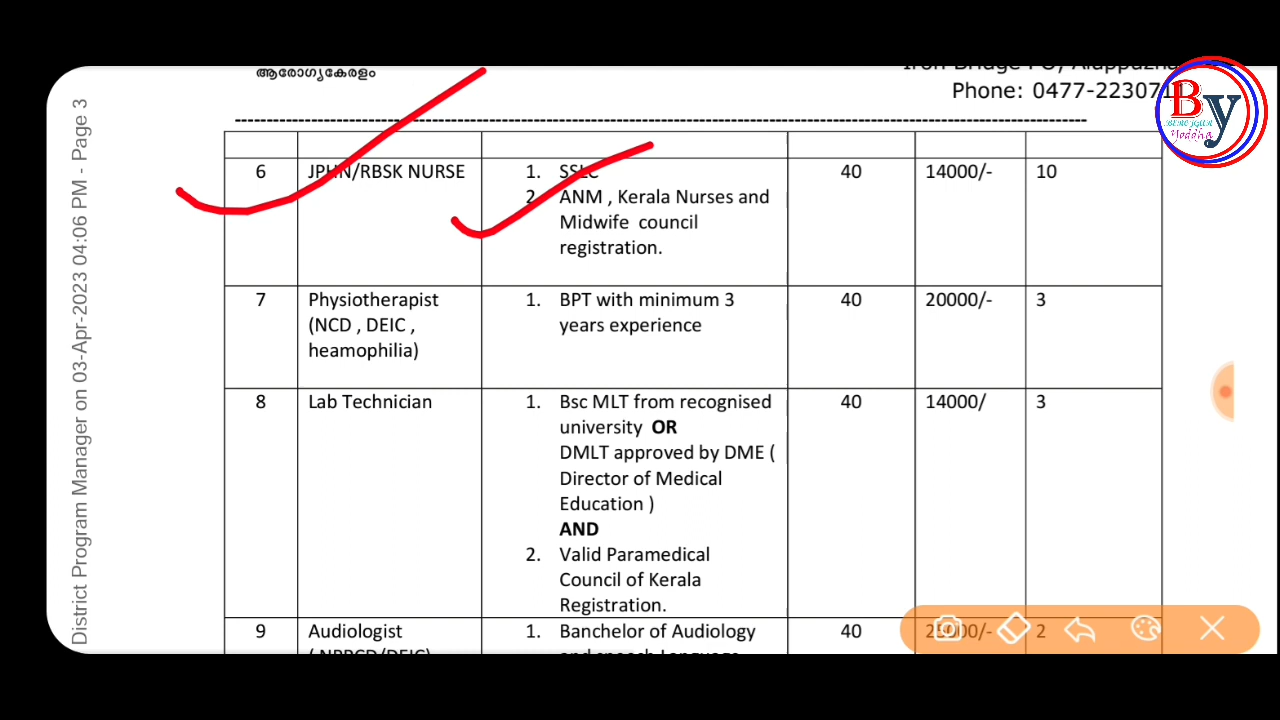 ആരോഗ്യകേരളം
Phone: 0477-2230711
District Program Manager on 03-Apr-2023 04:06 PM - Page 3
6 JPHN/RBSK NURSE 1. SSLC 40 14000/- 10
2. ANM , Kerala Nurses and
Midwife council
registration.
7 Physiotherapist 1. BPT with minimum 3 40 20000/- 3
(NCD , DEIC , years experience
heamophilia)
8 Lab Technician 1. Bsc MLT from recognised 40 14000/ 3
university OR
DMLT approved by DME (
Director of Medical
Education )
AND
2. Valid Paramedical
Council of Kerala
Registration.
9 Audiologist 1. Banchelor of Audiology 40 25000/- 2
By
Yoddha